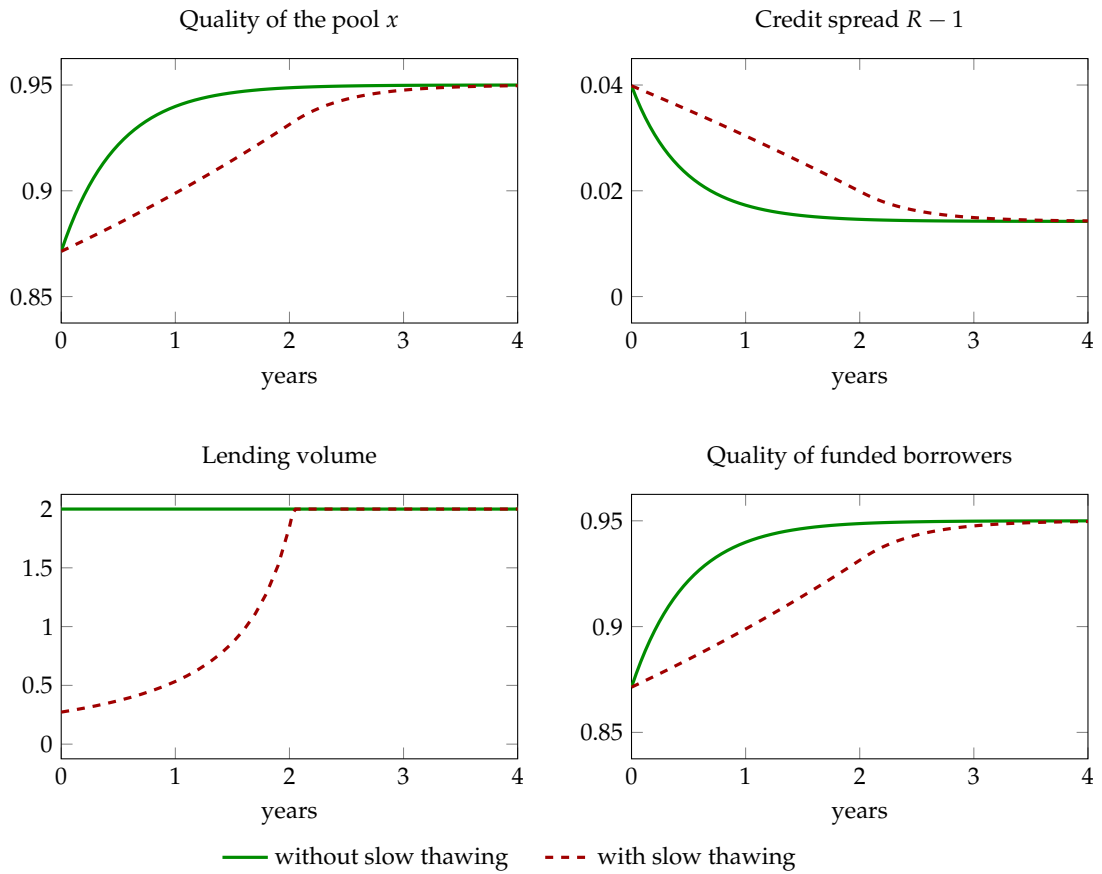 Quality of the pool x
0.95
0.9
0.85
0 1 2 3 4
years
Credit spread R − 1
0.04
0.02
0
0 1 2 3 4
years
Lending volume
2
1.5
1
0.5
0
0 1 2 3 4
years
Quality of funded borrowers
0.95
0.9
0.85
0 1 2 3 4
years
without slow thawing
with slow thawing